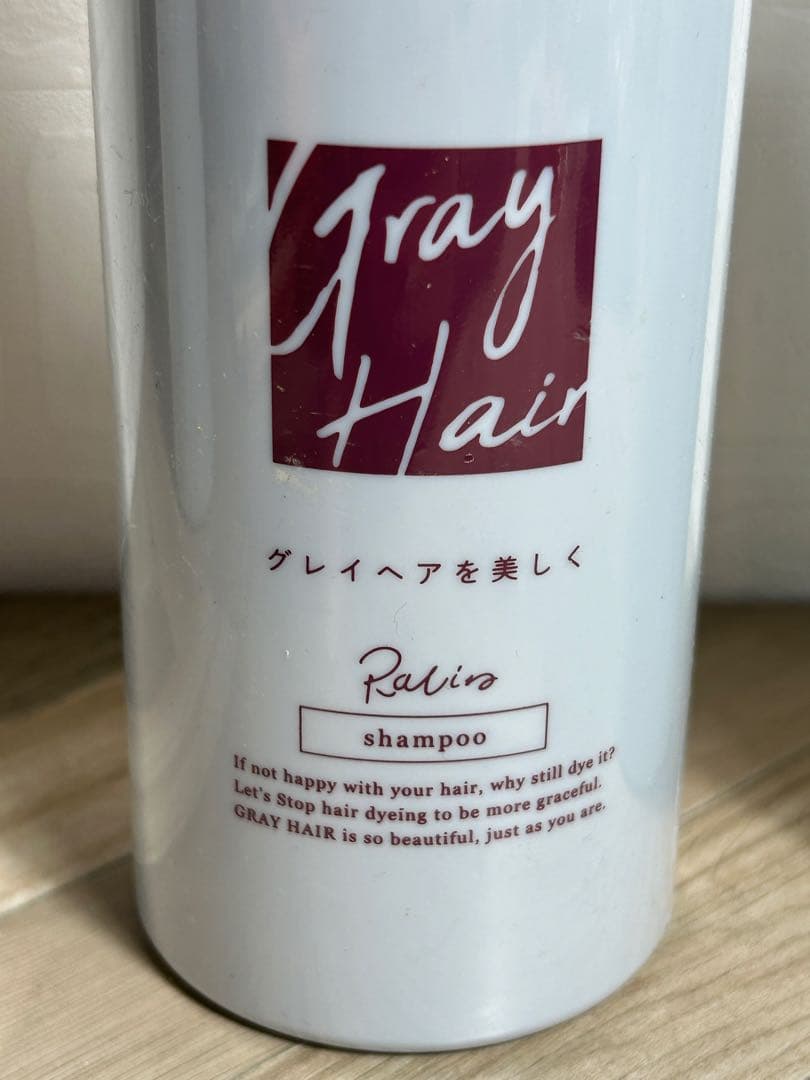 Gray
Hair
グレイヘアを美しく
shampoo
If not happy with your hair, why still dye it?
Let's Stop hair dyeing to be more graceful.
GRAY HAIR is so beautiful, just as you are.